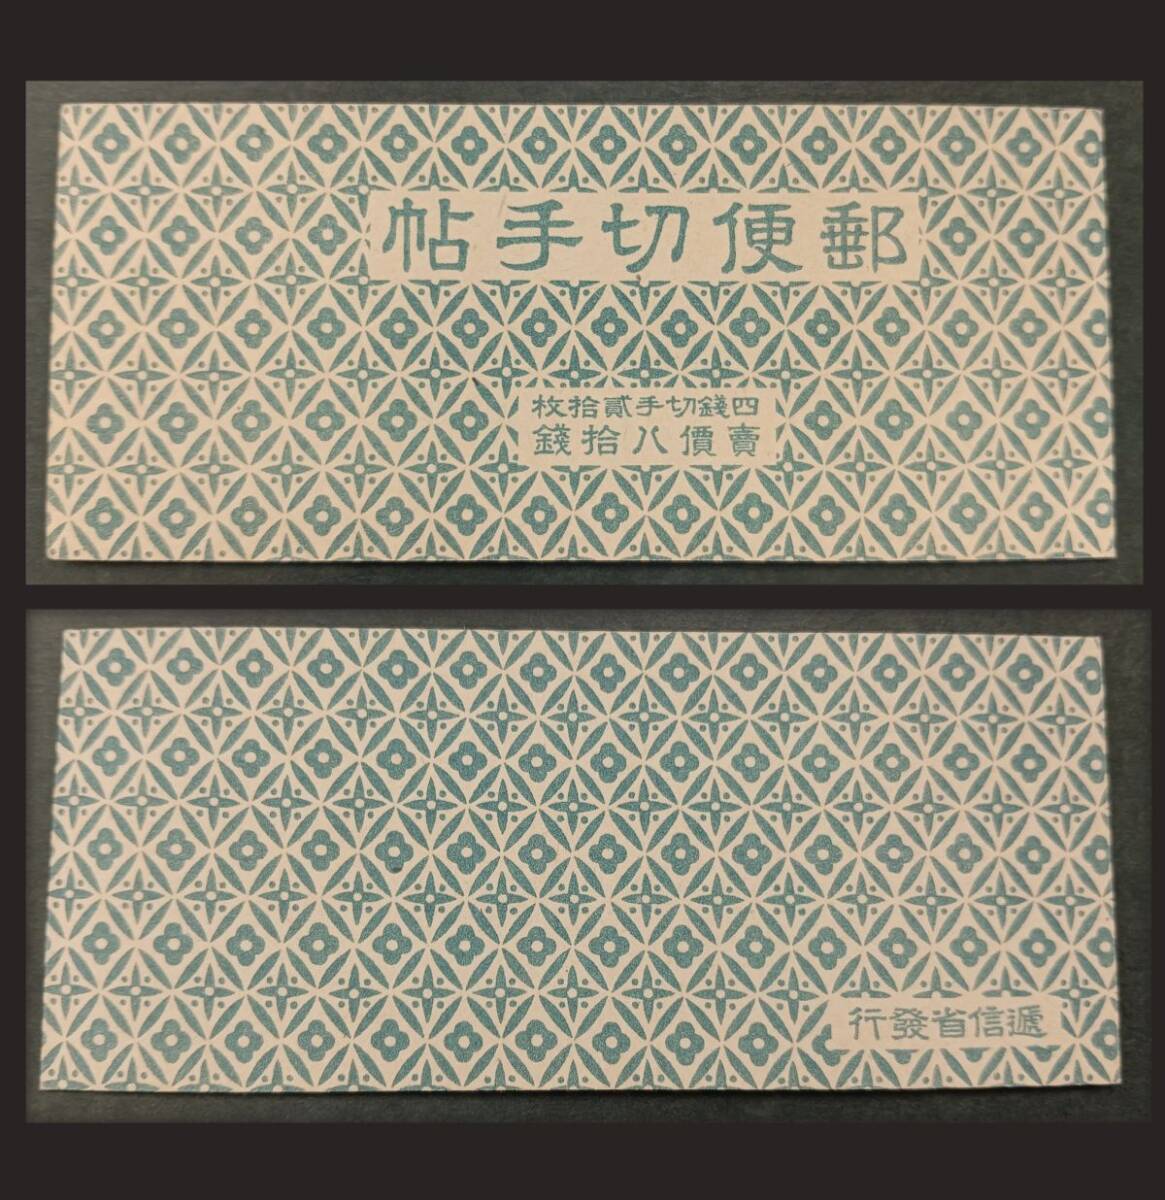 郵便切手帖
四錢切手貳拾枚
賣價八拾錢
遞信省發行